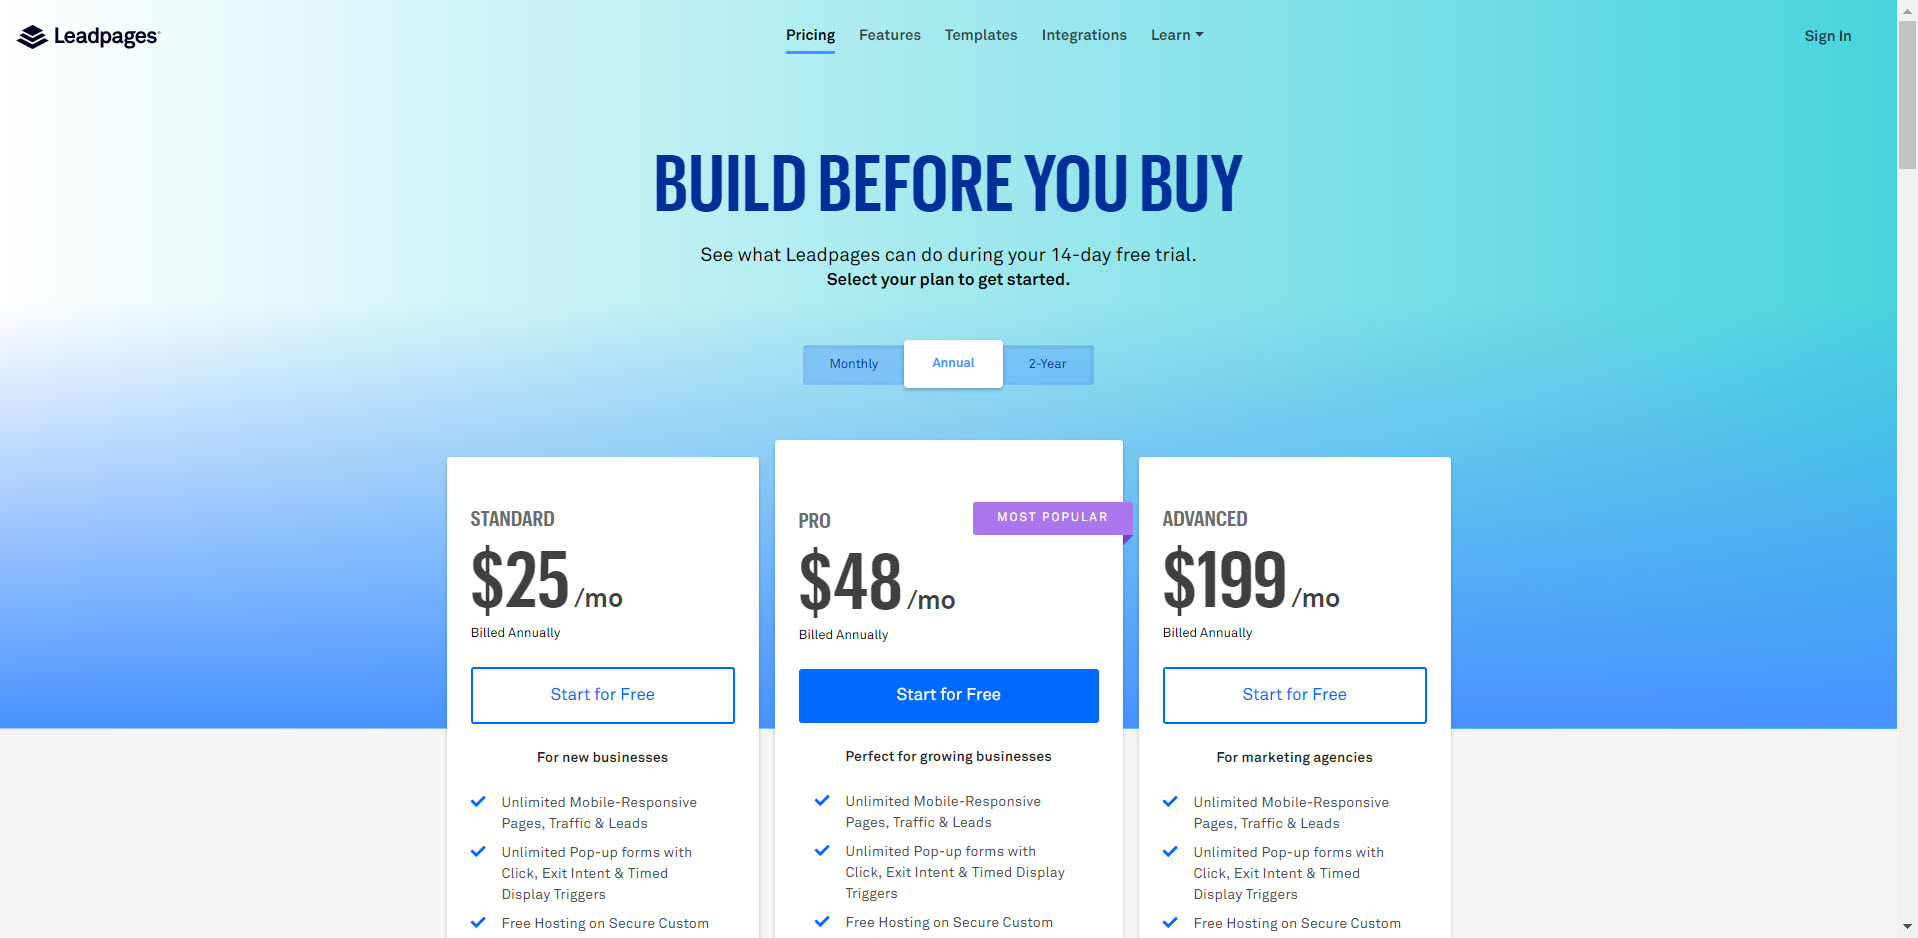 Leadpages
Pricing
Features
Templates
Integrations
Learn
Sign In
BUILD BEFORE YOU BUY
See what Leadpages can do during your 14-day free trial.
Select your plan to get started.
Monthly
Annual
2-Year
STANDARD
$25 /mo
Billed Annually
Start for Free
For new businesses
Unlimited Mobile-Responsive
Pages, Traffic & Leads
Unlimited Pop-up forms with
Click, Exit Intent & Timed
Display Triggers
Free Hosting on Secure Custom
MOST POPULAR
PRO
$48 /mo
Billed Annually
Start for Free
Perfect for growing businesses
Unlimited Mobile-Responsive
Pages, Traffic & Leads
Unlimited Pop-up forms with
Click, Exit Intent & Timed Display
Triggers
Free Hosting on Secure Custom
ADVANCED
$199 /mo
Billed Annually
Start for Free
For marketing agencies
Unlimited Mobile-Responsive
Pages, Traffic & Leads
Unlimited Pop-up forms with
Click, Exit Intent & Timed
Display Triggers
Free Hosting on Secure Custom